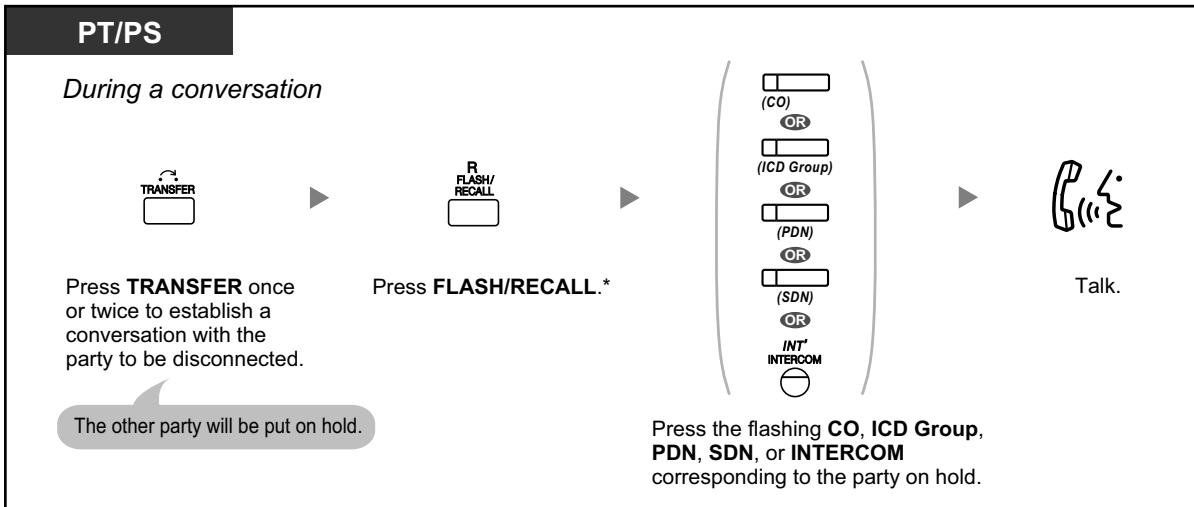 PT/PS
During a conversation
TRANSFER
R
FLASH/
RECALL
(CO)
OR
(ICD Group)
OR
(PDN)
OR
(SDN)
OR
INT'
INTERCOM
Press TRANSFER once
or twice to establish a
conversation with the
party to be disconnected.
The other party will be put on hold.
Press FLASH/RECALL.*
Press the flashing CO, ICD Group,
PDN, SDN, or INTERCOM
corresponding to the party on hold.
Talk.